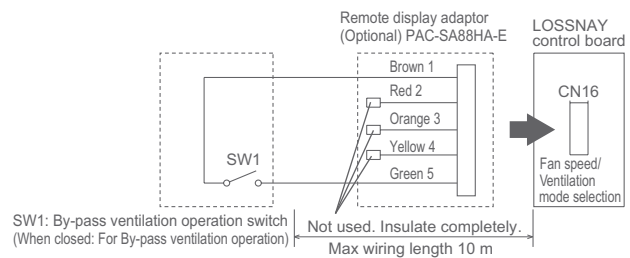 Remote display adaptor
(Optional) PAC-SA88HA-E
LOSSNAY
control board
Brown 1
Red 2
Orange 3
Yellow 4
Green 5
CN16
SW1
Fan speed/
Ventilation
mode selection
SW1: By-pass ventilation operation switch
(When closed: For By-pass ventilation operation)
Not used. Insulate completely.
Max wiring length 10 m